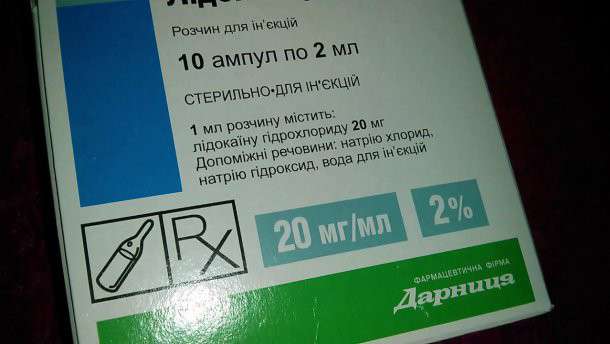 Розчин для ін'єкцій
10 ампул по 2 мл
СТЕРИЛЬНО•ДЛЯ ІН'ЄКЦІЙ
1 мл розчину містить:
лідокаїну гідрохлориду 20 мг
Допоміжні речовини: натрію хлорид,
натрію гідроксид, вода для ін'єкцій
Rx
20 мг/мл
2%
ФАРМАЦЕВТИЧНА ФІРМА
Дарниця